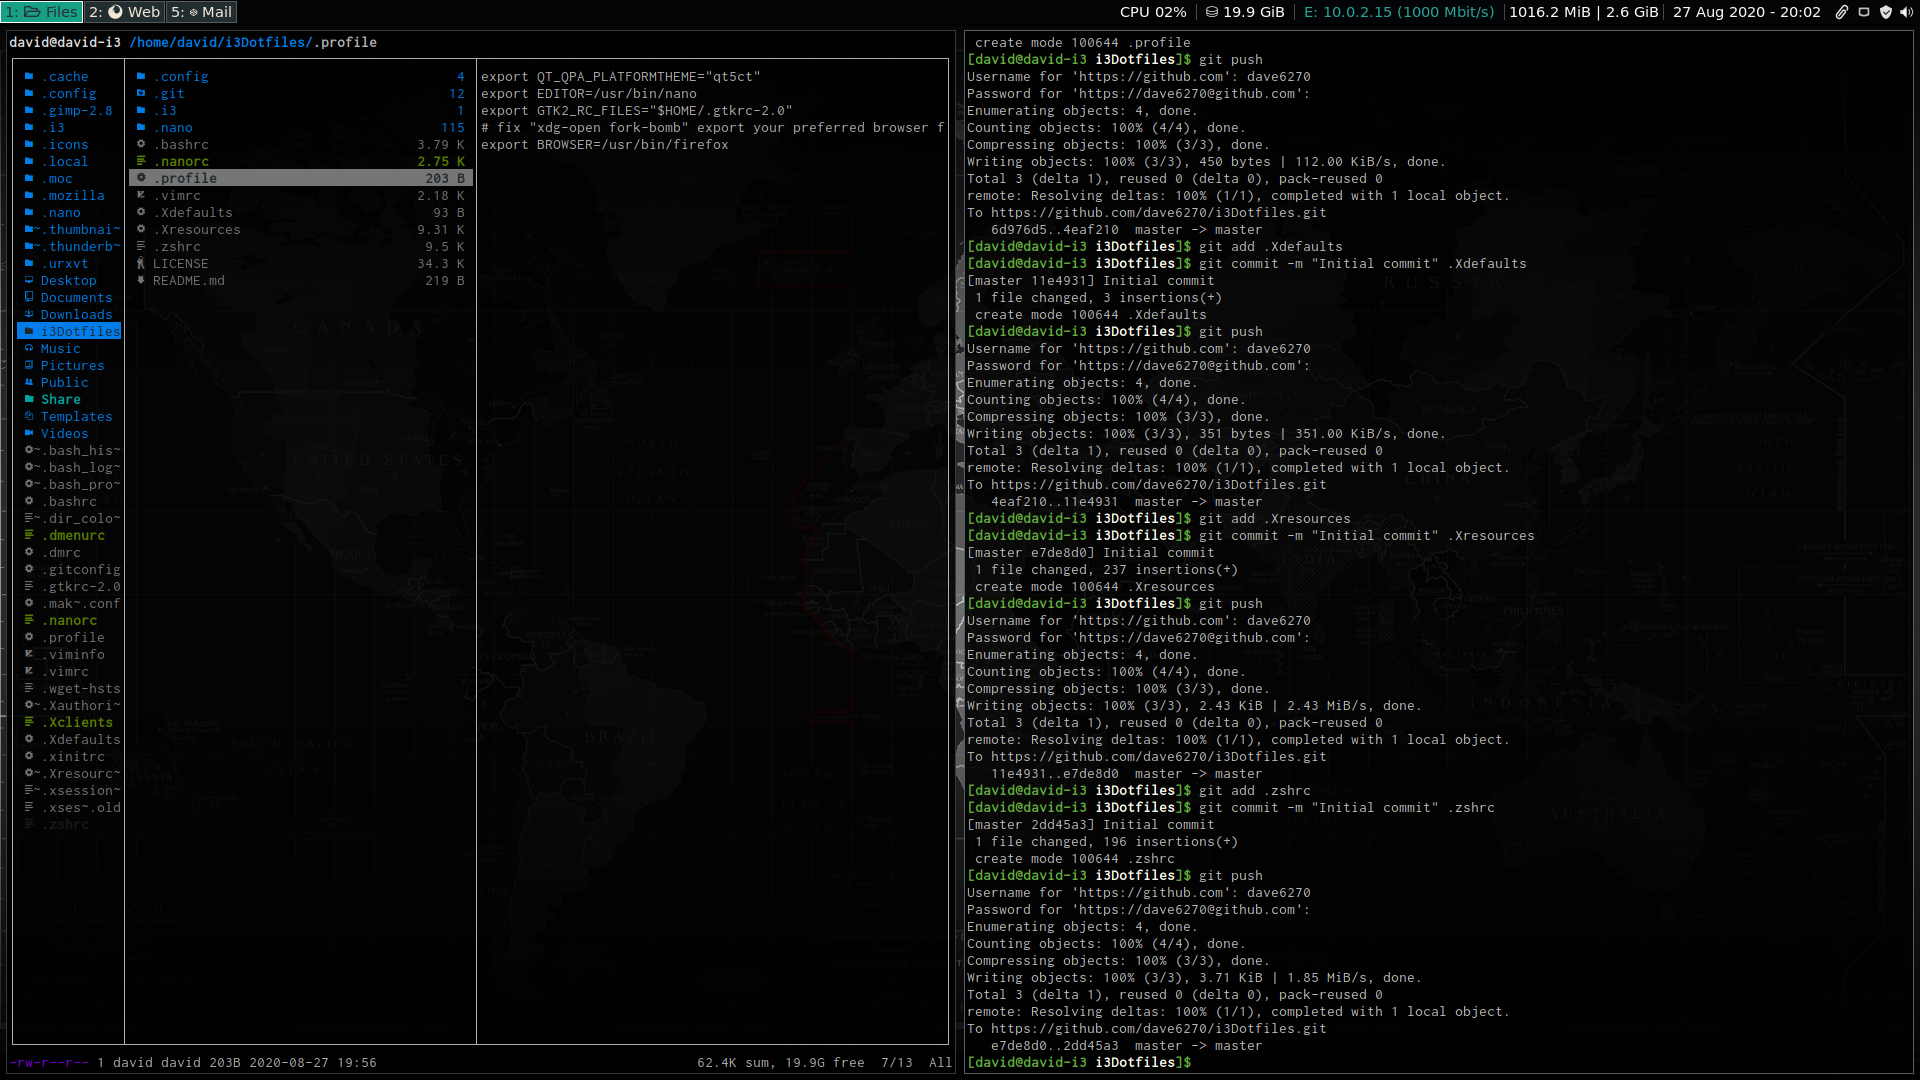 1: Files 2: Web 5: Mail CPU 02% | 19.9 GiB | E: 10.0.2.15 (1000 Mbit/s) | 1016.2 MiB | 2.6 GiB | 27 Aug 2020 - 20:02
david@david-i3 /home/david/i3Dotfiles/.profile
.cache
.config
.gimp-2.8
.i3
.icons
.local
.moc
.mozilla
.nano
~.thumbnai~
~.thunderb~
.urxvt
Desktop
Documents
Downloads
i3Dotfiles
Music
Pictures
Public
Share
Templates
Videos
~.bash_his~
~.bash_log~
~.bash_pro~
.bashrc
~.dir_colo~
.dmenurc
.dmrc
.gitconfig
.gtkrc-2.0
.mak~.conf
.nanorc
.profile
.viminfo
.vimrc
.wget-hsts
~.Xauthori~
.Xclients
.Xdefaults
.xinitrc
~.Xresourc~
~.xsession~
.xses~.old
.zshrc
.config 4
.git 12
.i3 1
.nano 115
.bashrc 3.79 K
.nanorc 2.75 K
.profile 203 B
.vimrc 2.18 K
.Xdefaults 93 B
.Xresources 9.31 K
.zshrc 9.5 K
LICENSE 34.3 K
README.md 219 B
export QT_QPA_PLATFORMTHEME="qt5ct"
export EDITOR=/usr/bin/nano
export GTK2_RC_FILES="$HOME/.gtkrc-2.0"
# fix "xdg-open fork-bomb" export your preferred browser f
export BROWSER=/usr/bin/firefox
-rw-r--r-- 1 david david 203B 2020-08-27 19:56 62.4K sum, 19.9G free 7/13 All
create mode 100644 .profile
[david@david-i3 i3Dotfiles]$ git push
Username for 'https://github.com': dave6270
Password for 'https://dave6270@github.com':
Enumerating objects: 4, done.
Counting objects: 100% (4/4), done.
Compressing objects: 100% (3/3), done.
Writing objects: 100% (3/3), 450 bytes | 112.00 KiB/s, done.
Total 3 (delta 1), reused 0 (delta 0), pack-reused 0
remote: Resolving deltas: 100% (1/1), completed with 1 local object.
To https://github.com/dave6270/i3Dotfiles.git
6d976d5..4eaf210 master -> master
[david@david-i3 i3Dotfiles]$ git add .Xdefaults
[david@david-i3 i3Dotfiles]$ git commit -m "Initial commit" .Xdefaults
[master 11e4931] Initial commit
1 file changed, 3 insertions(+)
create mode 100644 .Xdefaults
[david@david-i3 i3Dotfiles]$ git push
Username for 'https://github.com': dave6270
Password for 'https://dave6270@github.com':
Enumerating objects: 4, done.
Counting objects: 100% (4/4), done.
Compressing objects: 100% (3/3), done.
Writing objects: 100% (3/3), 351 bytes | 351.00 KiB/s, done.
Total 3 (delta 1), reused 0 (delta 0), pack-reused 0
remote: Resolving deltas: 100% (1/1), completed with 1 local object.
To https://github.com/dave6270/i3Dotfiles.git
4eaf210..11e4931 master -> master
[david@david-i3 i3Dotfiles]$ git add .Xresources
[david@david-i3 i3Dotfiles]$ git commit -m "Initial commit" .Xresources
[master e7de8d0] Initial commit
1 file changed, 237 insertions(+)
create mode 100644 .Xresources
[david@david-i3 i3Dotfiles]$ git push
Username for 'https://github.com': dave6270
Password for 'https://dave6270@github.com':
Enumerating objects: 4, done.
Counting objects: 100% (4/4), done.
Compressing objects: 100% (3/3), done.
Writing objects: 100% (3/3), 2.43 KiB | 2.43 MiB/s, done.
Total 3 (delta 1), reused 0 (delta 0), pack-reused 0
remote: Resolving deltas: 100% (1/1), completed with 1 local object.
To https://github.com/dave6270/i3Dotfiles.git
11e4931..e7de8d0 master -> master
[david@david-i3 i3Dotfiles]$ git add .zshrc
[david@david-i3 i3Dotfiles]$ git commit -m "Initial commit" .zshrc
[master 2dd45a3] Initial commit
1 file changed, 196 insertions(+)
create mode 100644 .zshrc
[david@david-i3 i3Dotfiles]$ git push
Username for 'https://github.com': dave6270
Password for 'https://dave6270@github.com':
Enumerating objects: 4, done.
Counting objects: 100% (4/4), done.
Compressing objects: 100% (3/3), done.
Writing objects: 100% (3/3), 3.71 KiB | 1.85 MiB/s, done.
Total 3 (delta 1), reused 0 (delta 0), pack-reused 0
remote: Resolving deltas: 100% (1/1), completed with 1 local object.
To https://github.com/dave6270/i3Dotfiles.git
e7de8d0..2dd45a3 master -> master
[david@david-i3 i3Dotfiles]$
CANADA
UNITED STATES
BRAZIL
RUSSIA
CHINA
INDIA
INDONESIA
AUSTRALIA